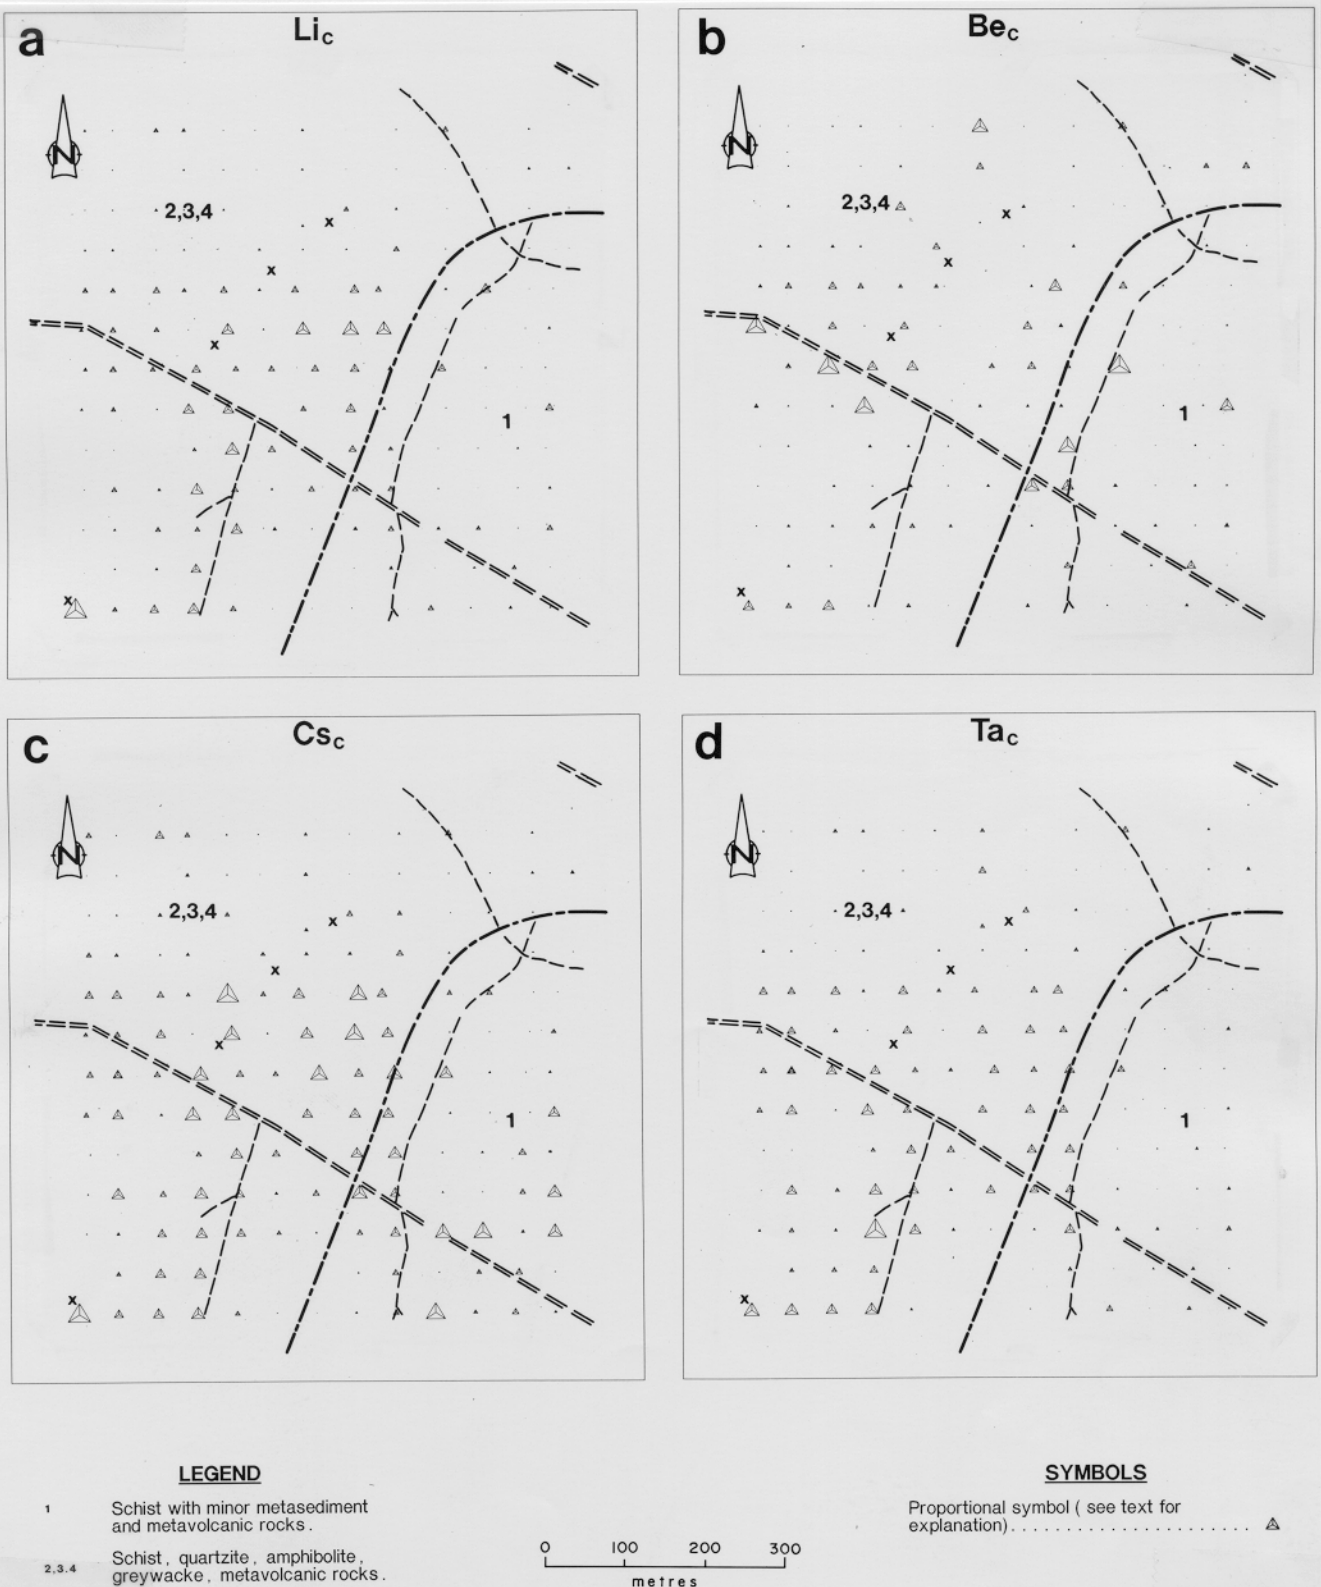 a
Lic
N
2,3,4
x
x
x
1
x
b
Bec
N
2,3,4
x
x
x
1
x
c
Csc
N
2,3,4
x
x
x
1
x
d
Tac
N
2,3,4
x
x
x
1
x
LEGEND
1 Schist with minor metasediment
and metavolcanic rocks.
2,3.4 Schist, quartzite, amphibolite,
greywacke, metavolcanic rocks.
0 100 200 300
metres
SYMBOLS
Proportional symbol ( see text for
explanation)..........................